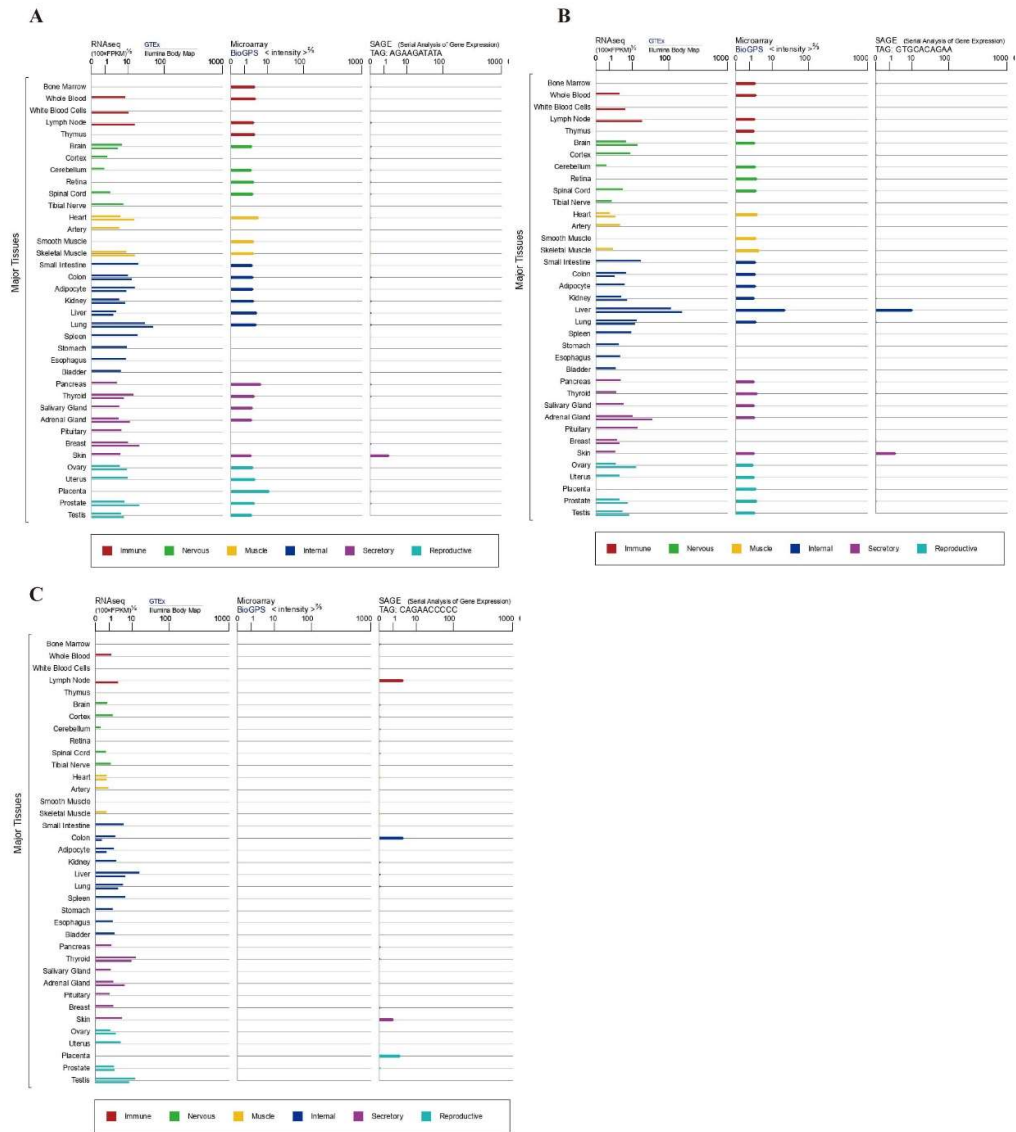 A
RNAseq GTEx Microarray SAGE (Serial Analysis of Gene Expression)
(100×FPKM)½ Illumina Body Map BioGPS < intensity >½ TAG: AGAAGATATA
0 1 10 100 1000 0 1 10 100 1000 0 1 10 100 1000
Major Tissues
Bone Marrow
Whole Blood
White Blood Cells
Lymph Node
Thymus
Brain
Cortex
Cerebellum
Retina
Spinal Cord
Tibial Nerve
Heart
Artery
Smooth Muscle
Skeletal Muscle
Small Intestine
Colon
Adipocyte
Kidney
Liver
Lung
Spleen
Stomach
Esophagus
Bladder
Pancreas
Thyroid
Salivary Gland
Adrenal Gland
Pituitary
Breast
Skin
Ovary
Uterus
Placenta
Prostate
Testis
Immune Nervous Muscle Internal Secretory Reproductive
B
RNAseq GTEx Microarray SAGE (Serial Analysis of Gene Expression)
(100×FPKM)½ Illumina Body Map BioGPS < intensity >½ TAG: GTGCACAGAA
0 1 10 100 1000 0 1 10 100 1000 0 1 10 100 1000
Major Tissues
Bone Marrow
Whole Blood
White Blood Cells
Lymph Node
Thymus
Brain
Cortex
Cerebellum
Retina
Spinal Cord
Tibial Nerve
Heart
Artery
Smooth Muscle
Skeletal Muscle
Small Intestine
Colon
Adipocyte
Kidney
Liver
Lung
Spleen
Stomach
Esophagus
Bladder
Pancreas
Thyroid
Salivary Gland
Adrenal Gland
Pituitary
Breast
Skin
Ovary
Uterus
Placenta
Prostate
Testis
Immune Nervous Muscle Internal Secretory Reproductive
C
RNAseq GTEx Microarray SAGE (Serial Analysis of Gene Expression)
(100×FPKM)½ Illumina Body Map BioGPS < intensity >½ TAG: CAGAACCCCC
0 1 10 100 1000 0 1 10 100 1000 0 1 10 100 1000
Major Tissues
Bone Marrow
Whole Blood
White Blood Cells
Lymph Node
Thymus
Brain
Cortex
Cerebellum
Retina
Spinal Cord
Tibial Nerve
Heart
Artery
Smooth Muscle
Skeletal Muscle
Small Intestine
Colon
Adipocyte
Kidney
Liver
Lung
Spleen
Stomach
Esophagus
Bladder
Pancreas
Thyroid
Salivary Gland
Adrenal Gland
Pituitary
Breast
Skin
Ovary
Uterus
Placenta
Prostate
Testis
Immune Nervous Muscle Internal Secretory Reproductive